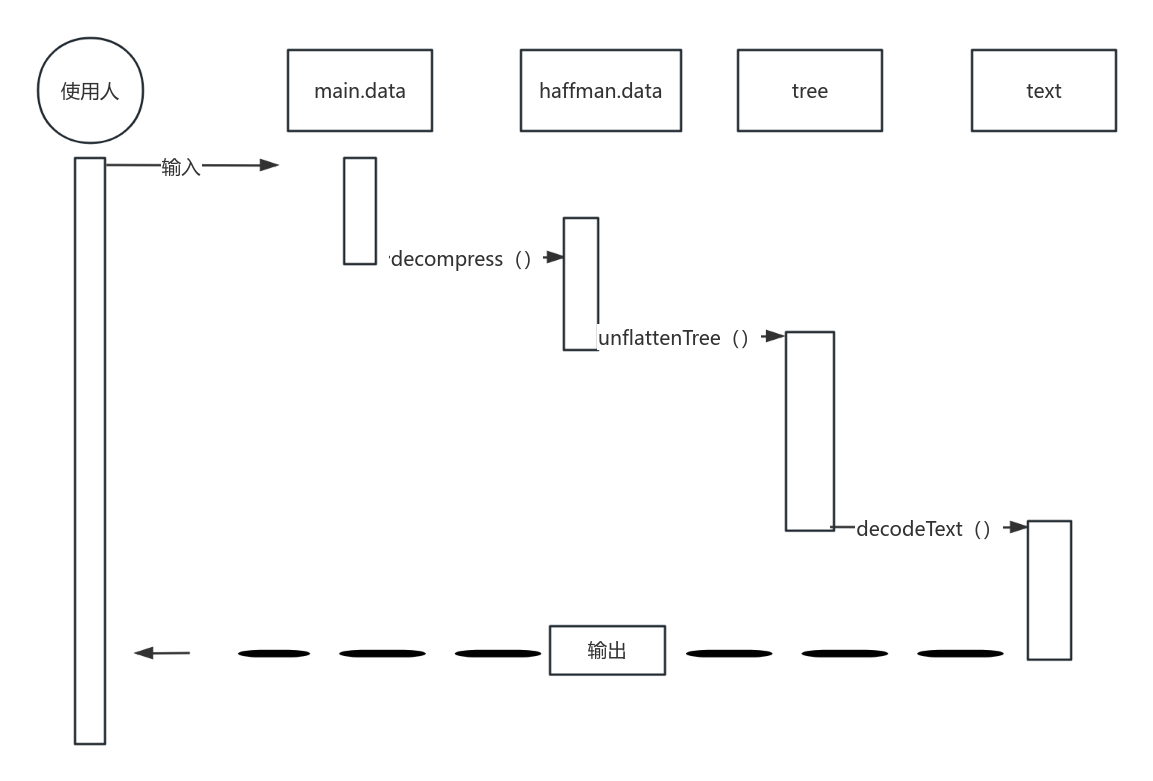 使用人
main.data
haffman.data
tree
text
输入
decompress（）
unflattenTree（）
decodeText（）
输出